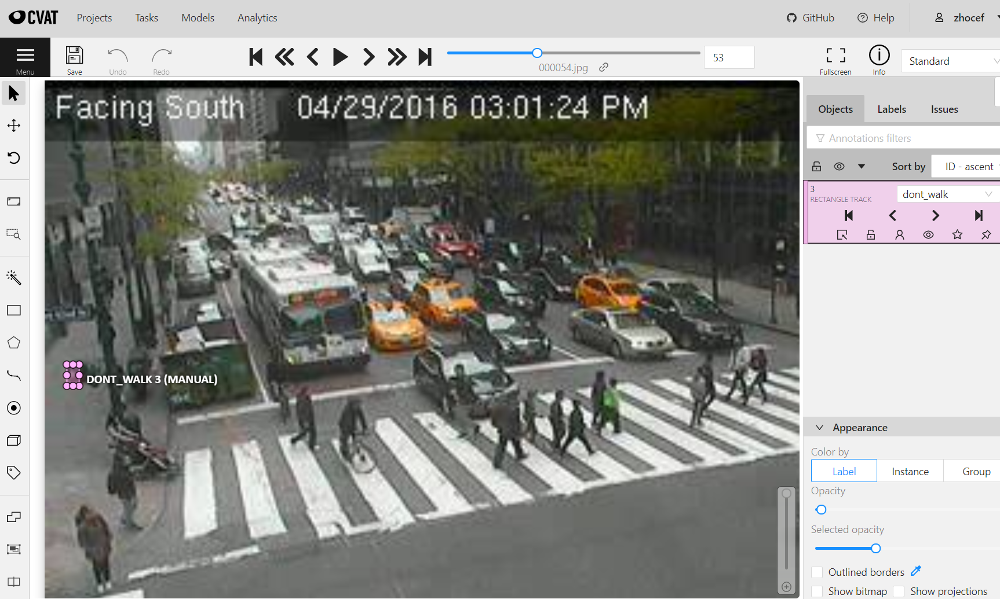 CVAT
Projects
Tasks
Models
Analytics
GitHub
Help
zhocef
Menu
Save
Undo
Redo
000054.jpg
53
Fullscreen
Info
Standard
Facing South 04/29/2016 03:01:24 PM
DONT_WALK 3 (MANUAL)
Objects
Labels
Issues
Annotations filters
Sort by
ID - ascent
3
RECTANGLE TRACK
dont_walk
Appearance
Color by
Label
Instance
Group
Opacity
Selected opacity
Outlined borders
Show bitmap
Show projections